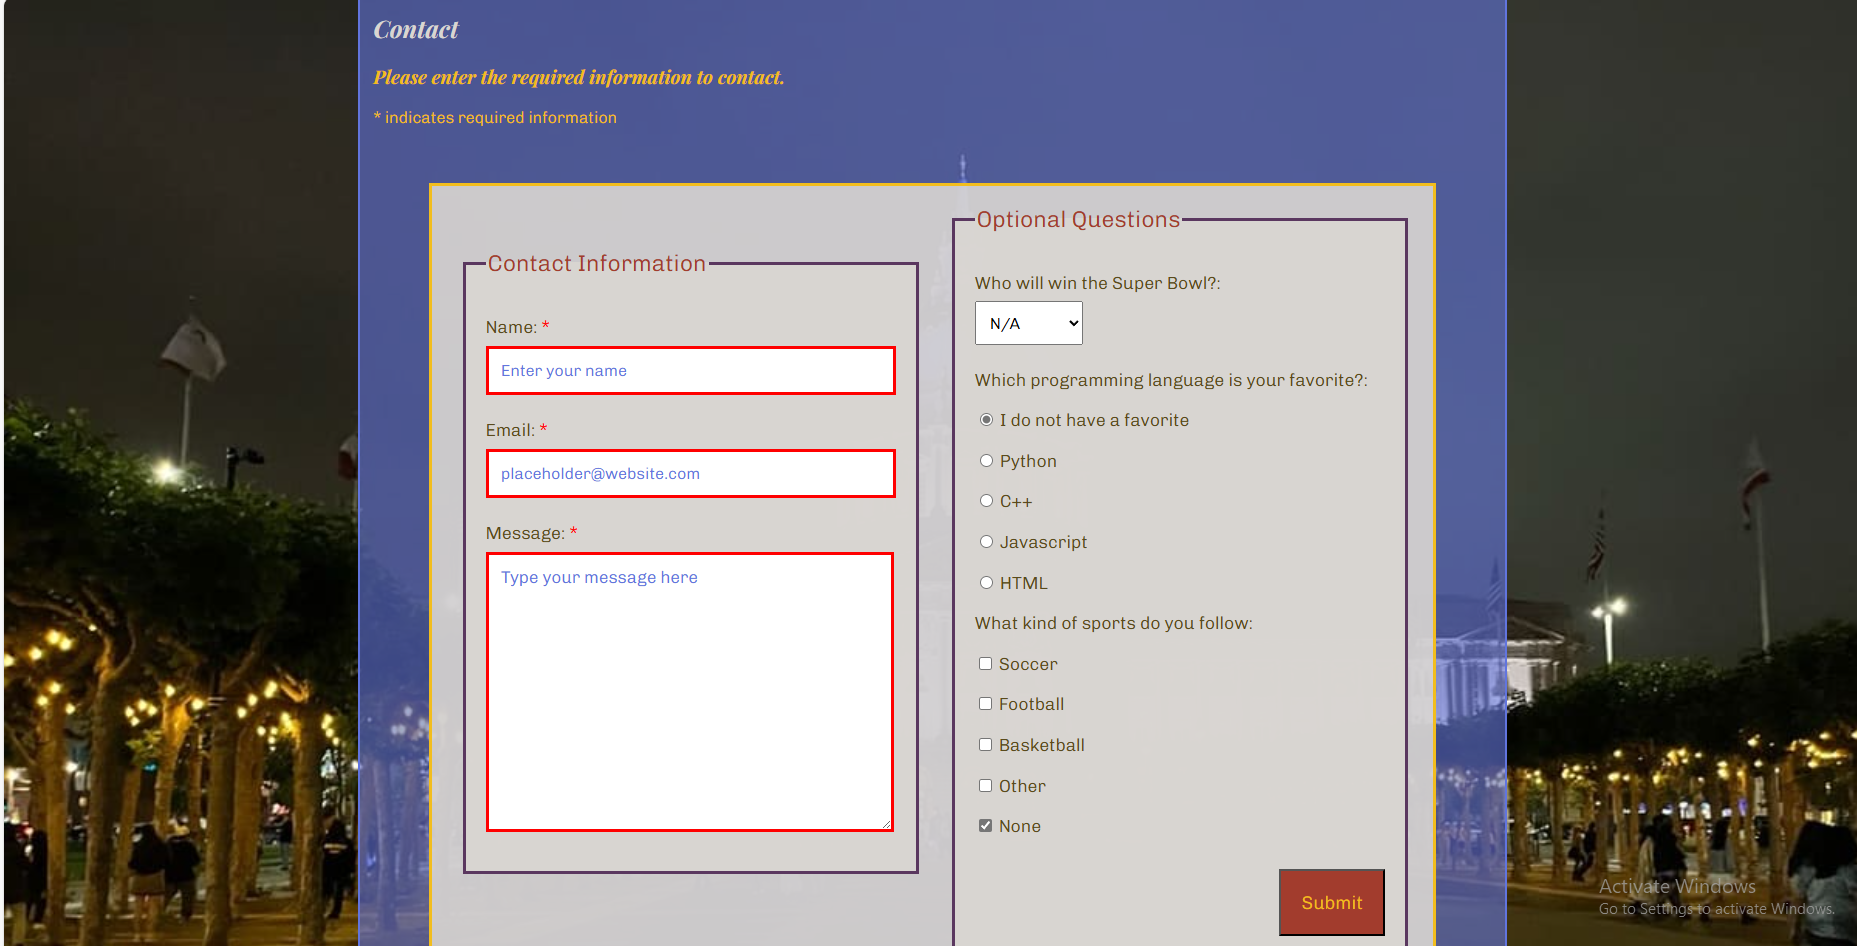 Contact
Please enter the required information to contact.
* indicates required information
Contact Information
Name: *
Enter your name
Email: *
placeholder@website.com
Message: *
Type your message here
Optional Questions
Who will win the Super Bowl?:
N/A
Which programming language is your favorite?:
I do not have a favorite
Python
C++
Javascript
HTML
What kind of sports do you follow:
Soccer
Football
Basketball
Other
None
Submit
Activate Windows
Go to Settings to activate Windows.